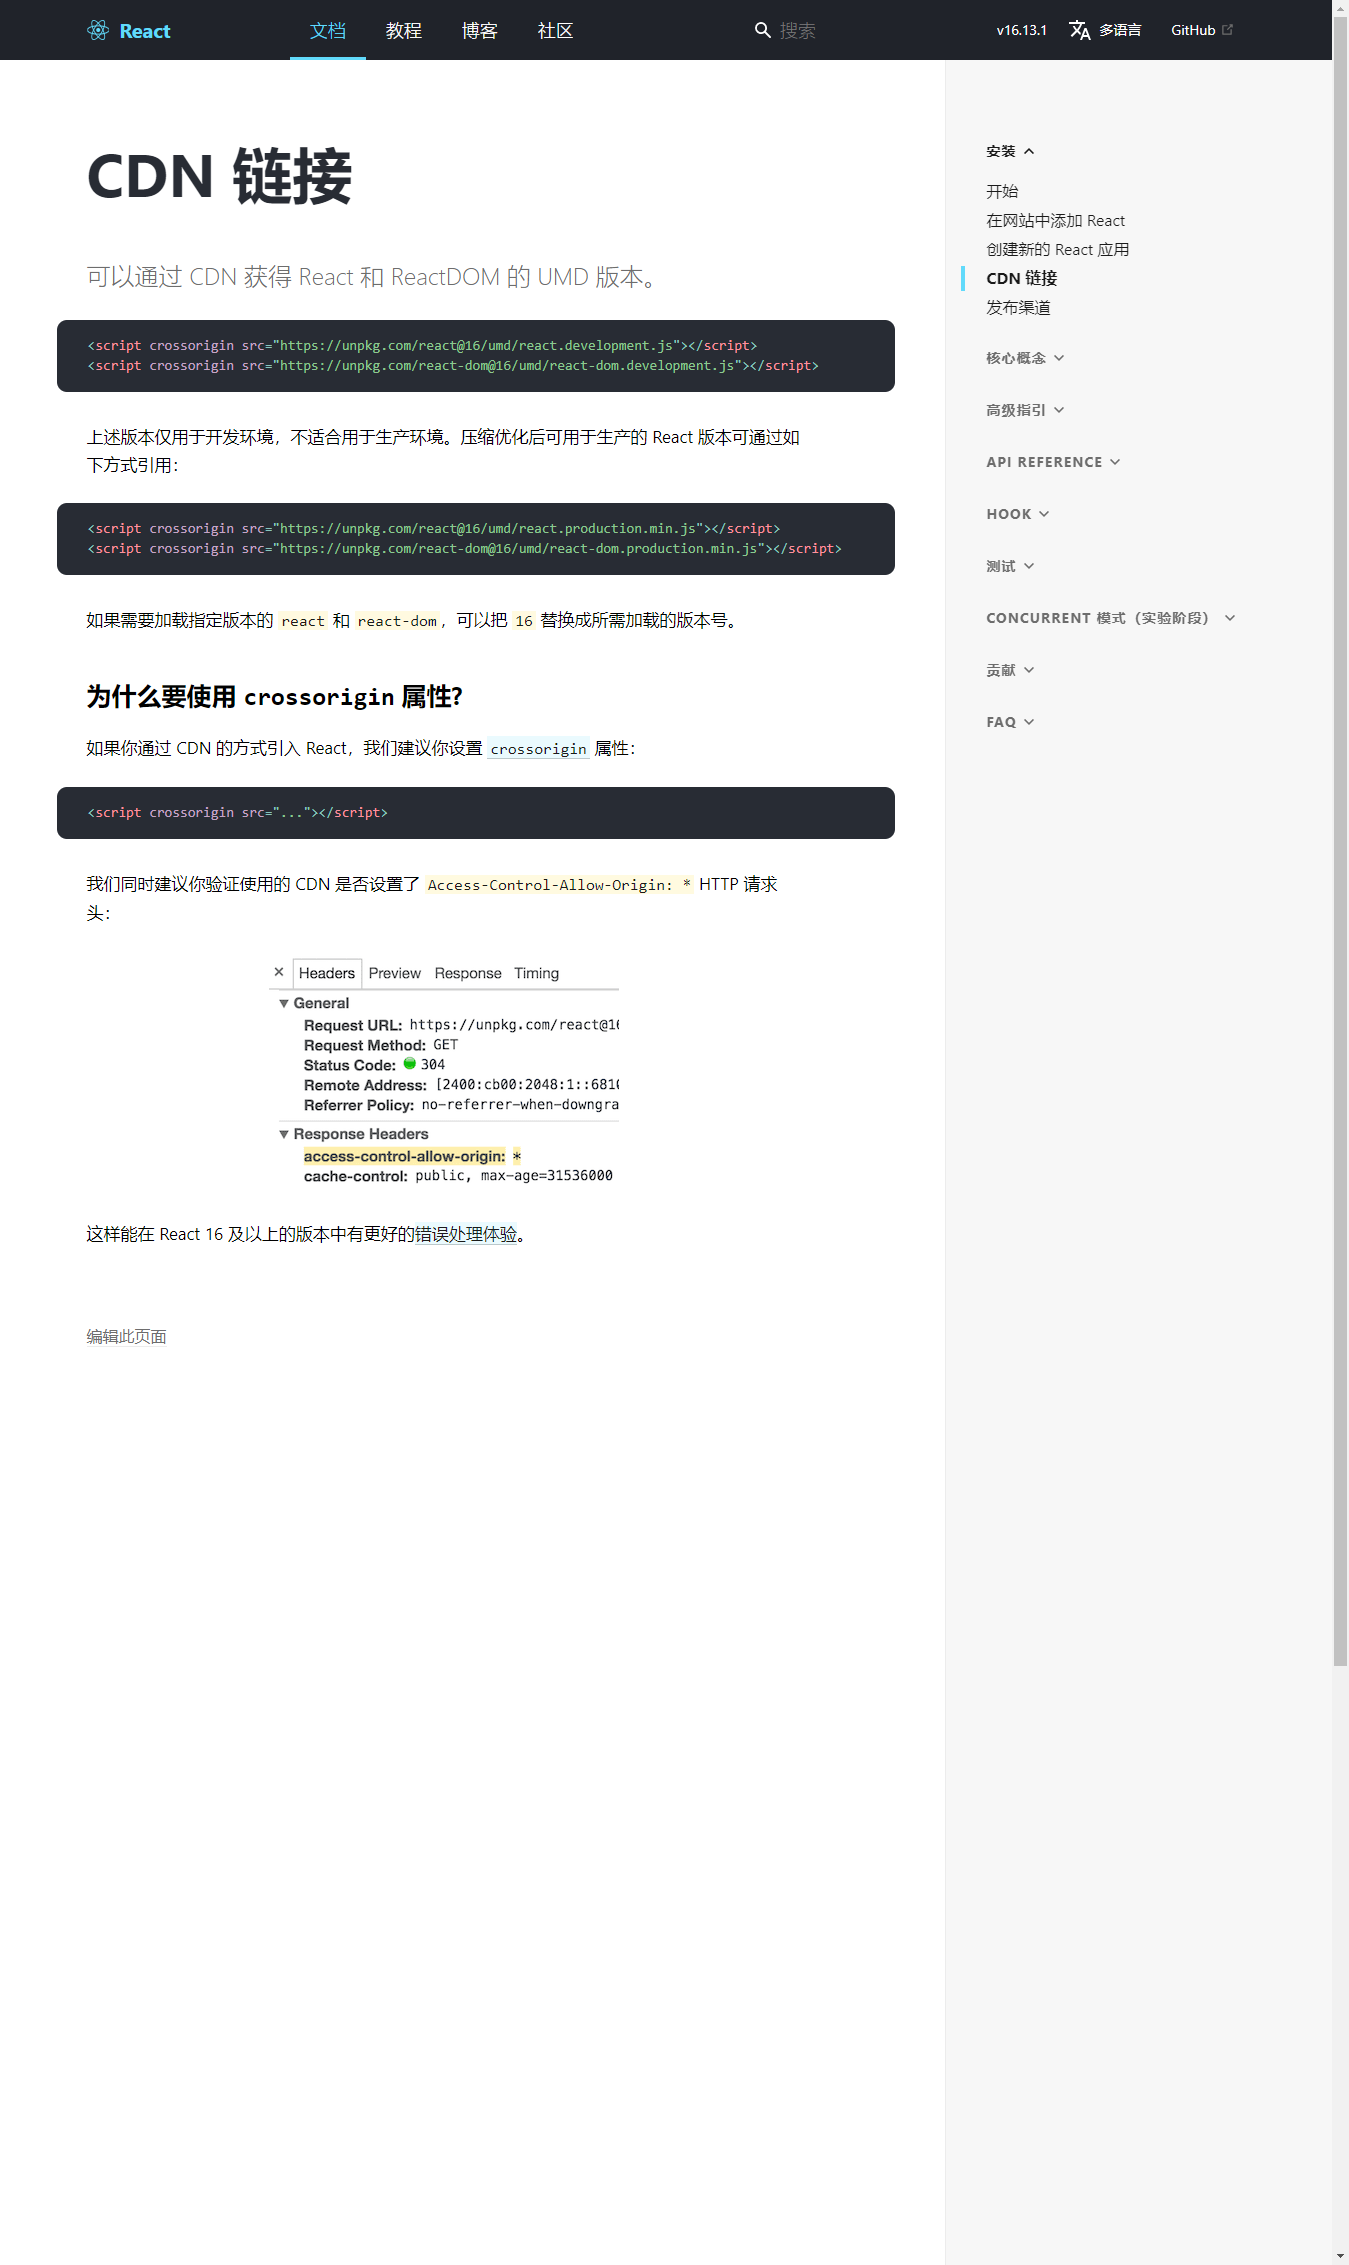 React 文档 教程 博客 社区 搜索 v16.13.1 多语言 GitHub
CDN 链接
可以通过 CDN 获得 React 和 ReactDOM 的 UMD 版本。
<script crossorigin src="https://unpkg.com/react@16/umd/react.development.js"></script>
<script crossorigin src="https://unpkg.com/react-dom@16/umd/react-dom.development.js"></script>
上述版本仅用于开发环境，不适合用于生产环境。压缩优化后可用于生产的 React 版本可通过如
下方式引用：
<script crossorigin src="https://unpkg.com/react@16/umd/react.production.min.js"></script>
<script crossorigin src="https://unpkg.com/react-dom@16/umd/react-dom.production.min.js"></script>
如果需要加载指定版本的 react 和 react-dom，可以把 16 替换成所需加载的版本号。
为什么要使用 crossorigin 属性?
如果你通过 CDN 的方式引入 React，我们建议你设置 crossorigin 属性：
<script crossorigin src="..."></script>
我们同时建议你验证使用的 CDN 是否设置了 Access-Control-Allow-Origin: * HTTP 请求
头：
× Headers Preview Response Timing
General
Request URL: https://unpkg.com/react@16
Request Method: GET
Status Code: 304
Remote Address: [2400:cb00:2048:1::6810
Referrer Policy: no-referrer-when-downgra
Response Headers
access-control-allow-origin: *
cache-control: public, max-age=31536000
这样能在 React 16 及以上的版本中有更好的错误处理体验。
编辑此页面
安装
开始
在网站中添加 React
创建新的 React 应用
CDN 链接
发布渠道
核心概念
高级指引
API REFERENCE
HOOK
测试
CONCURRENT 模式（实验阶段）
贡献
FAQ